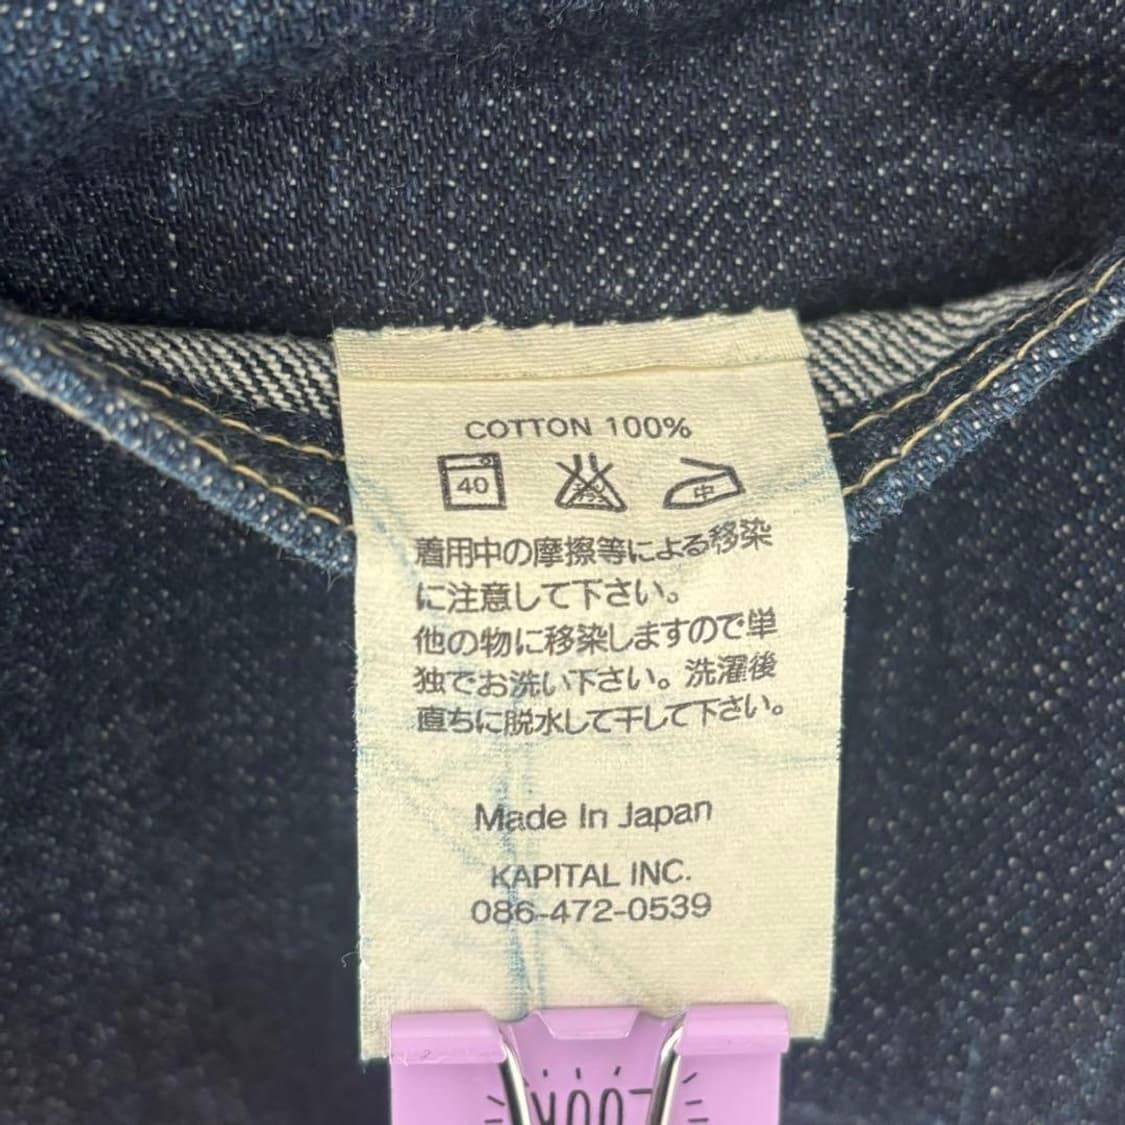 COTTON 100%
40 中
着用中の摩擦等による移染
に注意して下さい。
他の物に移染しますので単
独でお洗い下さい。洗濯後
直ちに脱水して干して下さい。
Made In Japan
KAPITAL INC.
086-472-0539
LOOK